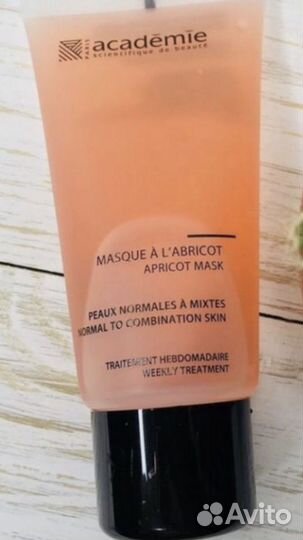 PARIS
académie
scientifique de beauté
MASQUE À L'ABRICOT
APRICOT MASK
PEAUX NORMALES À MIXTES
NORMAL TO COMBINATION SKIN
TRAITEMENT HEBDOMADAIRE
WEEKLY TREATMENT
Avito